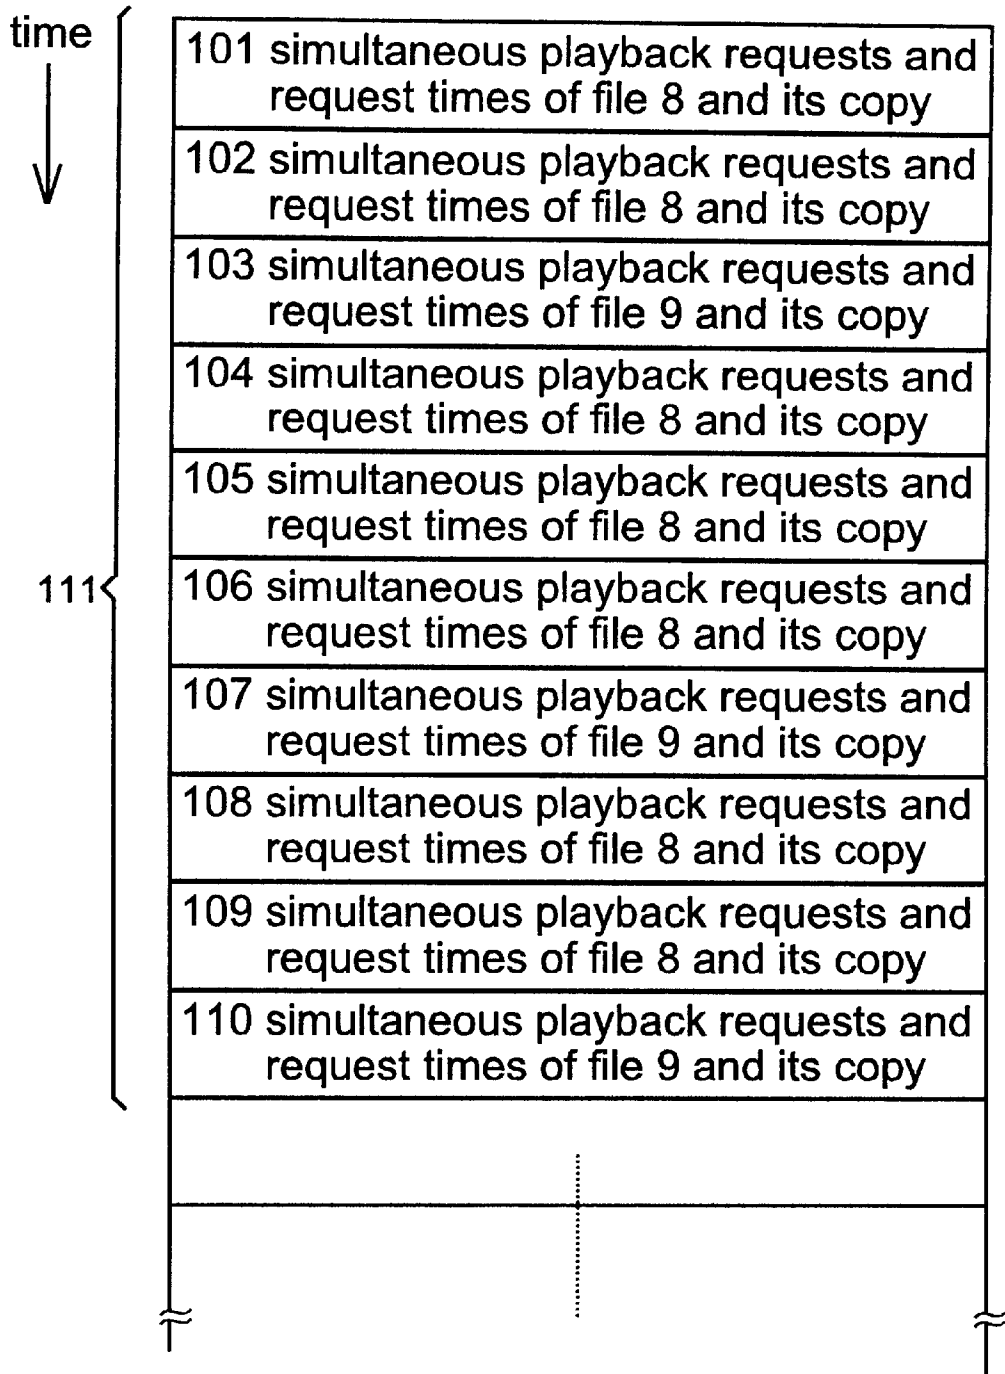 time
101 simultaneous playback requests and
request times of file 8 and its copy
102 simultaneous playback requests and
request times of file 8 and its copy
103 simultaneous playback requests and
request times of file 9 and its copy
104 simultaneous playback requests and
request times of file 8 and its copy
105 simultaneous playback requests and
request times of file 8 and its copy
111
106 simultaneous playback requests and
request times of file 8 and its copy
107 simultaneous playback requests and
request times of file 9 and its copy
108 simultaneous playback requests and
request times of file 8 and its copy
109 simultaneous playback requests and
request times of file 8 and its copy
110 simultaneous playback requests and
request times of file 9 and its copy